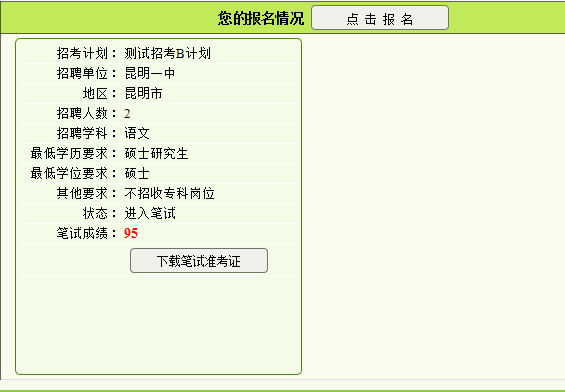 您的报名情况 点 击 报 名
招考计划： 测试招考B计划
招聘单位： 昆明一中
地区： 昆明市
招聘人数： 2
招聘学科： 语文
最低学历要求： 硕士研究生
最低学位要求： 硕士
其他要求： 不招收专科岗位
状态： 进入笔试
笔试成绩： 95
下载笔试准考证